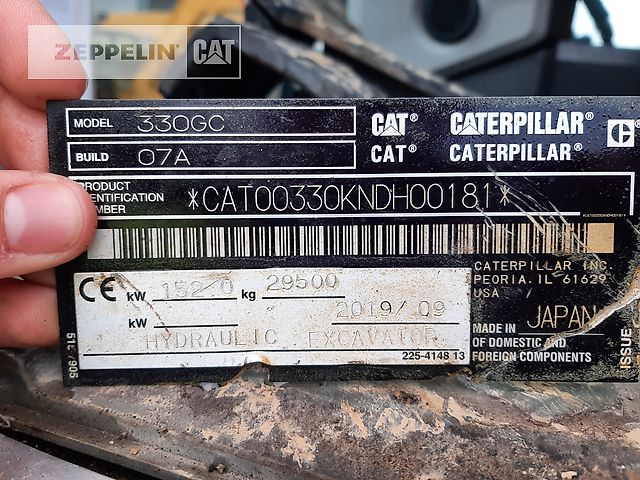 ZEPPELIN CAT
MODEL 330GC CAT® CATERPILLAR®
BUILD 07A CAT® CATERPILLAR®
PRODUCT
IDENTIFICATION
NUMBER
*CAT00330KNDH00181*
*CAT00330KNDH00181*
CATERPILLAR INC.
PEORIA, IL 61629
USA
CE kW 152.0 kg 29500
kW 2019/09
HYDRAULIC EXCAVATOR
225-4148 13
MADE IN JAPAN
OF DOMESTIC AND
FOREIGN COMPONENTS
ISSUE